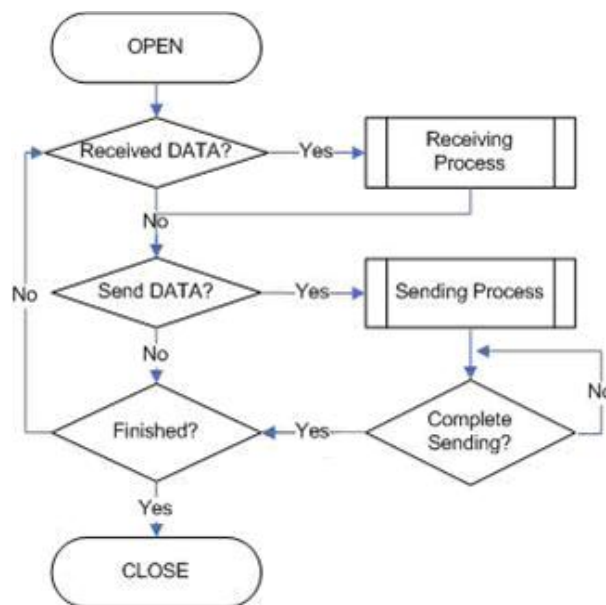 OPEN
Received DATA?
Yes
Receiving
Process
No
Send DATA?
Yes
Sending Process
No
No
No
Finished?
Yes
Complete
Sending?
Yes
CLOSE